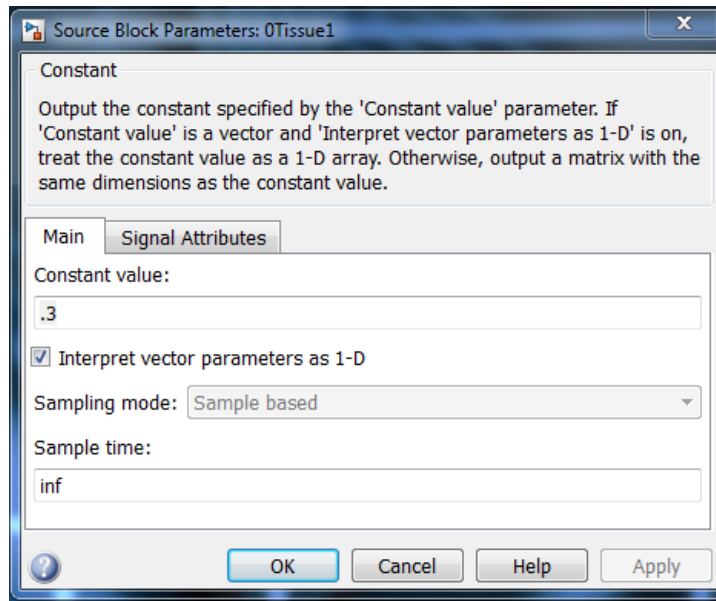 Source Block Parameters: 0Tissue1
X
Constant
Output the constant specified by the 'Constant value' parameter. If
'Constant value' is a vector and 'Interpret vector parameters as 1-D' is on,
treat the constant value as a 1-D array. Otherwise, output a matrix with the
same dimensions as the constant value.
Main Signal Attributes
Constant value:
.3
Interpret vector parameters as 1-D
Sampling mode: Sample based
Sample time:
inf
? OK Cancel Help Apply